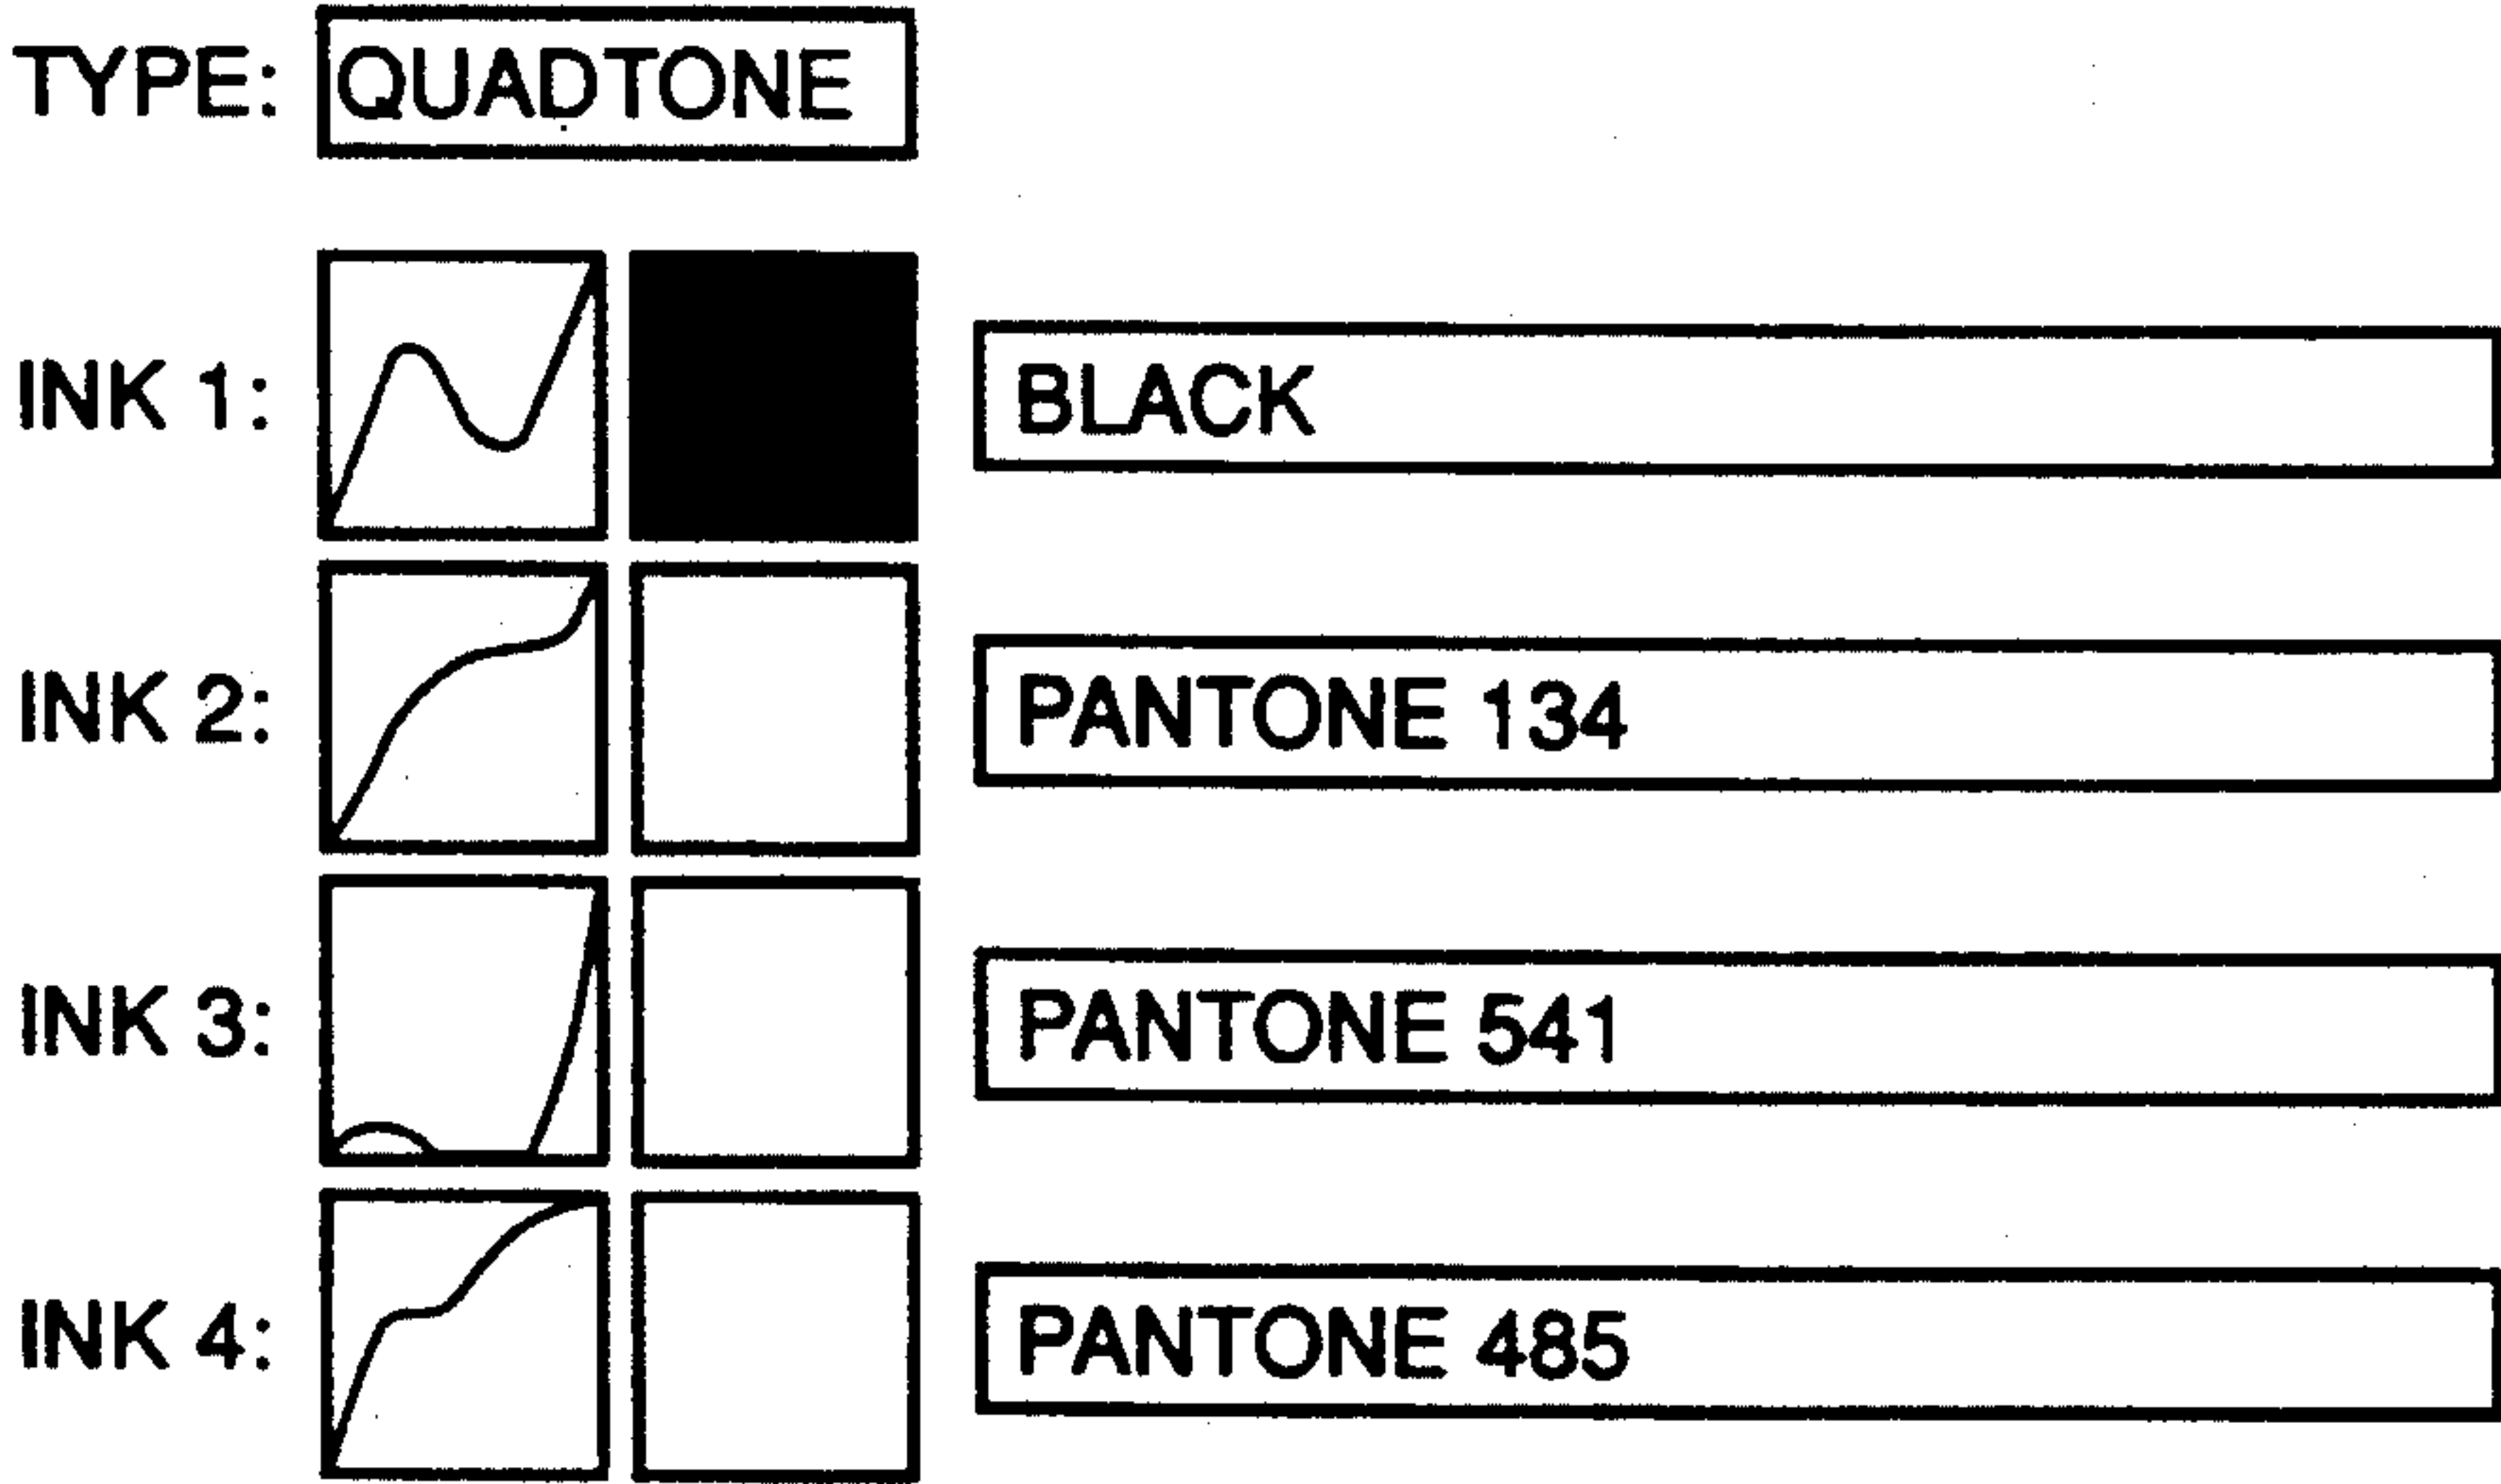 TYPE: QUADTONE
INK 1: BLACK
INK 2: PANTONE 134
INK 3: PANTONE 541
INK 4: PANTONE 485